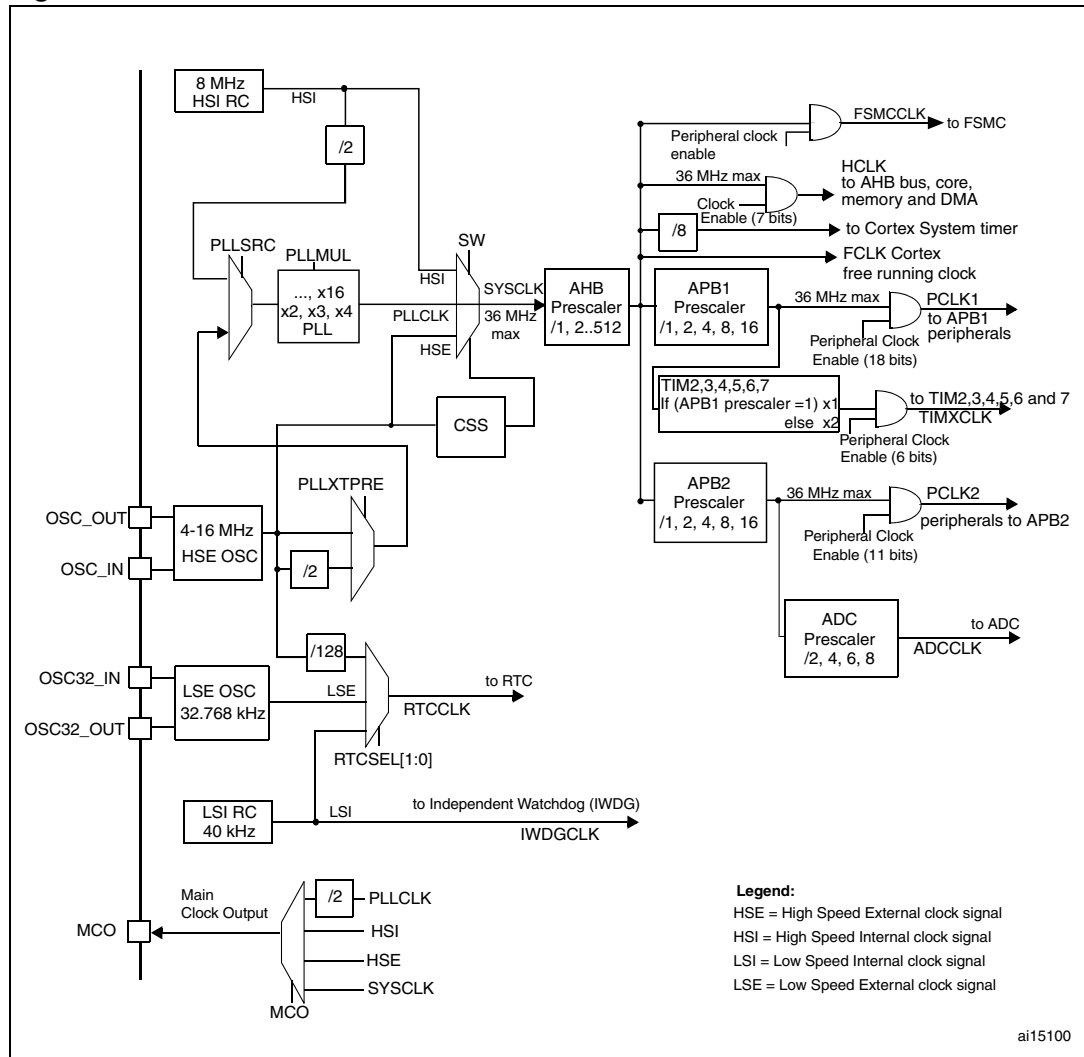 8 MHz
HSI RC
HSI
/2
FSMCCLK
to FSMC
Peripheral clock
enable
36 MHz max
HCLK
to AHB bus, core,
memory and DMA
Clock
Enable (7 bits)
/8
to Cortex System timer
FCLK Cortex
free running clock
PLLSRC
PLLMUL
..., x16
x2, x3, x4
PLL
SW
HSI
PLLCLK
HSE
SYSCLK
36 MHz
max
AHB
Prescaler
/1, 2..512
APB1
Prescaler
/1, 2, 4, 8, 16
36 MHz max
PCLK1
to APB1
peripherals
Peripheral Clock
Enable (18 bits)
TIM2,3,4,5,6,7
If (APB1 prescaler =1) x1
else x2
to TIM2,3,4,5,6 and 7
TIMXCLK
Peripheral Clock
Enable (6 bits)
CSS
PLLXTPRE
OSC_OUT
OSC_IN
4-16 MHz
HSE OSC
/2
APB2
Prescaler
/1, 2, 4, 8, 16
36 MHz max
PCLK2
peripherals to APB2
Peripheral Clock
Enable (11 bits)
ADC
Prescaler
/2, 4, 6, 8
to ADC
ADCCLK
/128
OSC32_IN
OSC32_OUT
LSE OSC
32.768 kHz
LSE
to RTC
RTCCLK
RTCSEL[1:0]
LSI RC
40 kHz
LSI
to Independent Watchdog (IWDG)
IWDGCLK
Main
Clock Output
MCO
/2
PLLCLK
HSI
HSE
SYSCLK
MCO
Legend:
HSE = High Speed External clock signal
HSI = High Speed Internal clock signal
LSI = Low Speed Internal clock signal
LSE = Low Speed External clock signal
ai15100